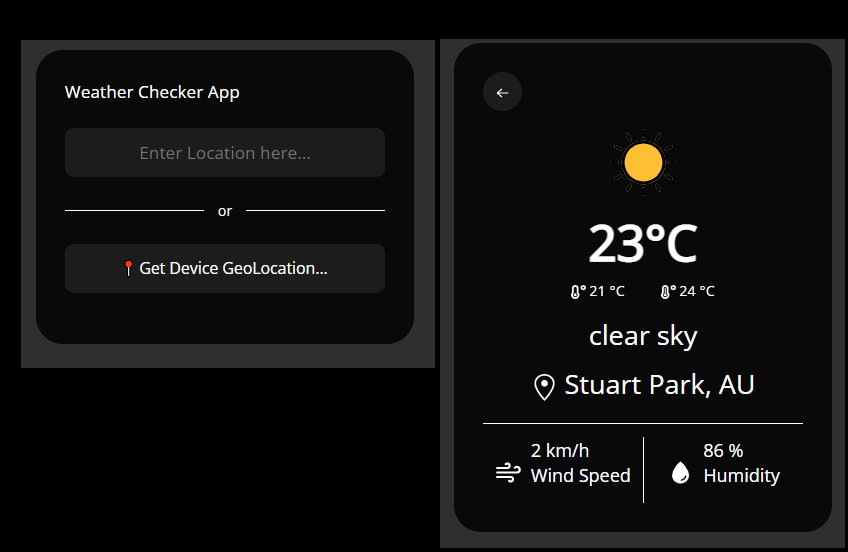 Weather Checker App
Enter Location here...
or
Get Device GeoLocation...
23°C
21 °C
24 °C
clear sky
Stuart Park, AU
2 km/h
Wind Speed
86 %
Humidity